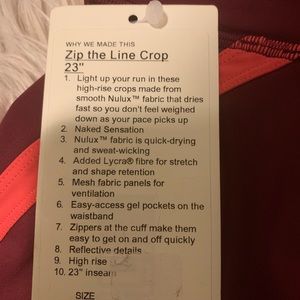 WHY WE MADE THIS
Zip the Line Crop
23"
1. Light up your run in these
high-rise crops made from
smooth Nulux™ fabric that dries
fast so you don't feel weighed
down as your pace picks up
2. Naked Sensation
3. Nulux™ fabric is quick-drying
and sweat-wicking
4. Added Lycra® fibre for stretch
and shape retention
5. Mesh fabric panels for
ventilation
6. Easy-access gel pockets on
the waistband
7. Zippers at the cuff make them
easy to get on and off quickly
8. Reflective details
9. High rise
10. 23" inseam
SIZE